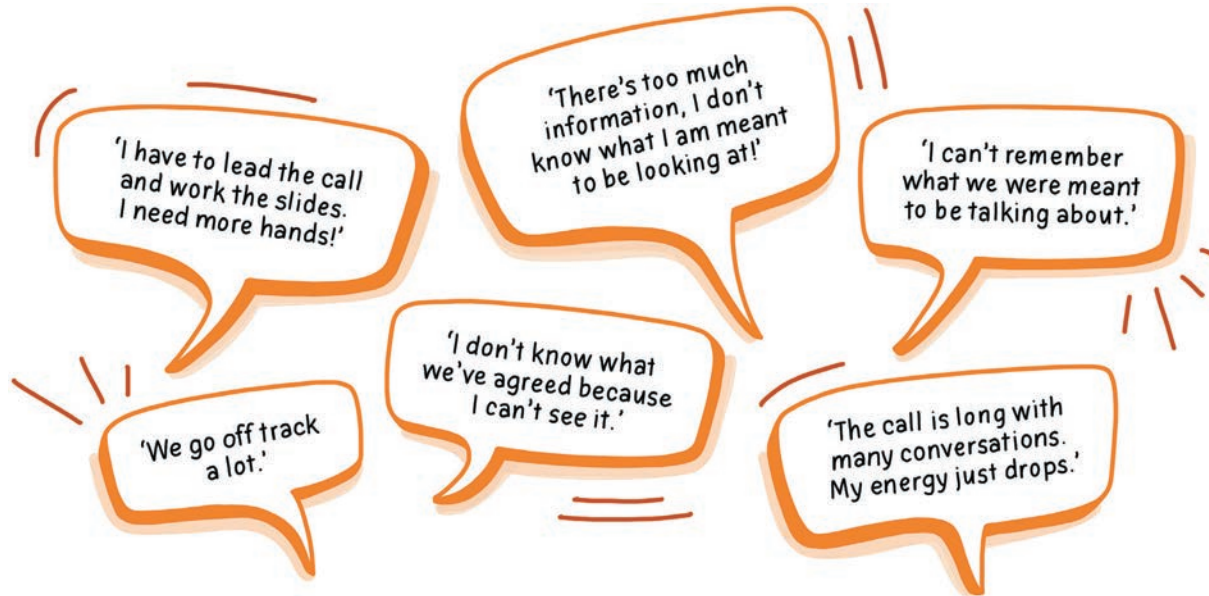 'I have to lead the call
and work the slides.
I need more hands!'
'There's too much
information, I don't
know what I am meant
to be looking at!'
'I can't remember
what we were meant
to be talking about.'
'We go off track
a lot.'
'I don't know what
we've agreed because
I can't see it.'
'The call is long with
many conversations.
My energy just drops.'